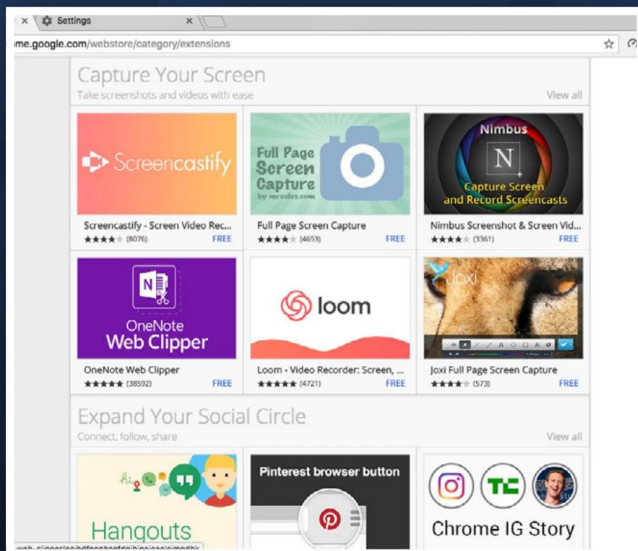 Settings
me.google.com/webstore/category/extensions
Capture Your Screen
Take screenshots and videos with ease
View all
Screencastify
Full Page
Screen
Capture
by mrcoles.com
Nimbus
N
Capture Screen
and Record Screencasts
Screencastify - Screen Video Rec...
(8076)
FREE
Full Page Screen Capture
(4653)
FREE
Nimbus Screenshot & Screen Vid...
(3361)
FREE
N
OneNote
Web Clipper
loom
Joxi
OneNote Web Clipper
(38592)
FREE
Loom - Video Recorder: Screen, ...
(4721)
FREE
Joxi Full Page Screen Capture
(573)
FREE
Expand Your Social Circle
Connect, follow, share
View all
Hangouts
Pinterest browser button
Chrome IG Story